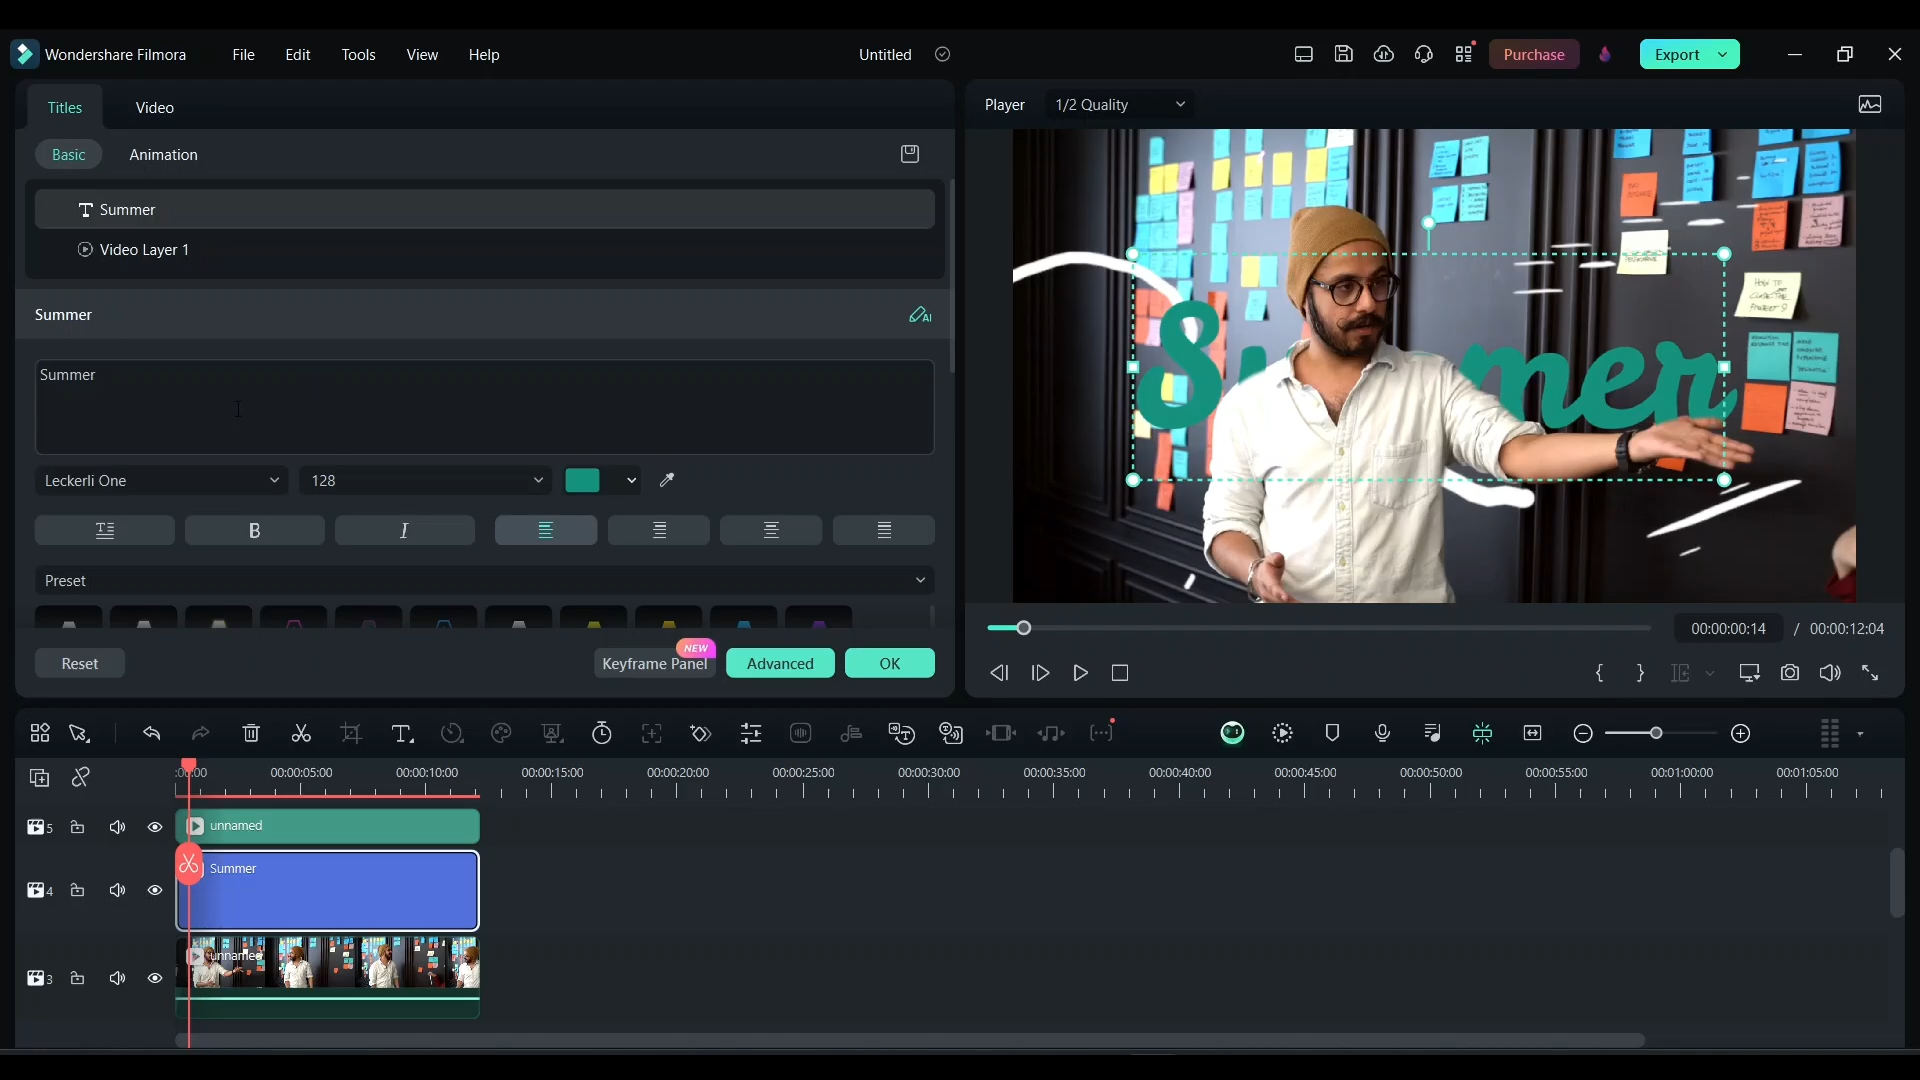 Wondershare Filmora File Edit Tools View Help Untitled Purchase Export
Titles Video
Player 1/2 Quality
Basic Animation
Summer
Video Layer 1
Summer
Summer
Leckerli One 128
B I
Preset
Reset Keyframe Panel NEW Advanced OK
HOW TO
00:00:00:14 / 00:00:12:04
:00:00 00:00:05:00 00:00:10:00 00:00:15:00 00:00:20:00 00:00:25:00 00:00:30:00 00:00:35:00 00:00:40:00 00:00:45:00 00:00:50:00 00:00:55:00 00:01:00:00 00:01:05:00
5 unnamed
4 Summer
3 unnamed